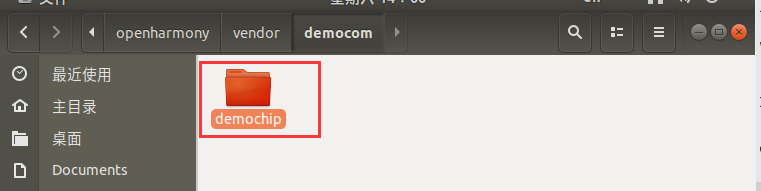 openharmony vendor democom
最近使用
主目录
桌面
Documents
demochip